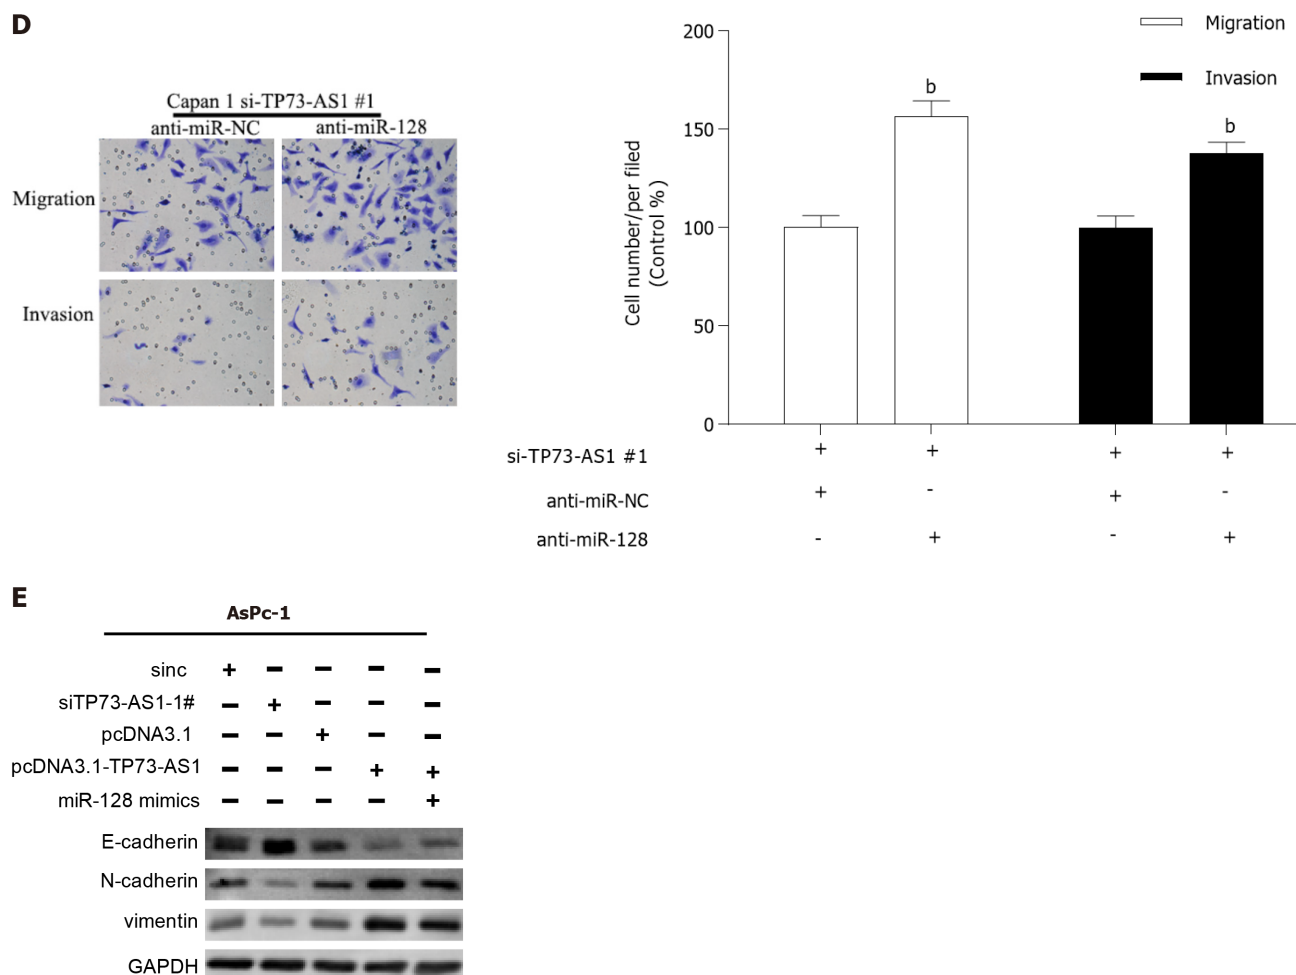 D
Capan 1 si-TP73-AS1 #1
anti-miR-NC anti-miR-128
Migration
Invasion
Migration
Invasion
200
150
100
50
0
Cell number/per filed
(Control %)
b
b
si-TP73-AS1 #1 + + + +
anti-miR-NC + - + -
anti-miR-128 - + - +
E
AsPc-1
sinc + - - - -
siTP73-AS1-1# - + - - -
pcDNA3.1 - - + - -
pcDNA3.1-TP73-AS1 - - - + +
miR-128 mimics - - - - +
E-cadherin
N-cadherin
vimentin
GAPDH